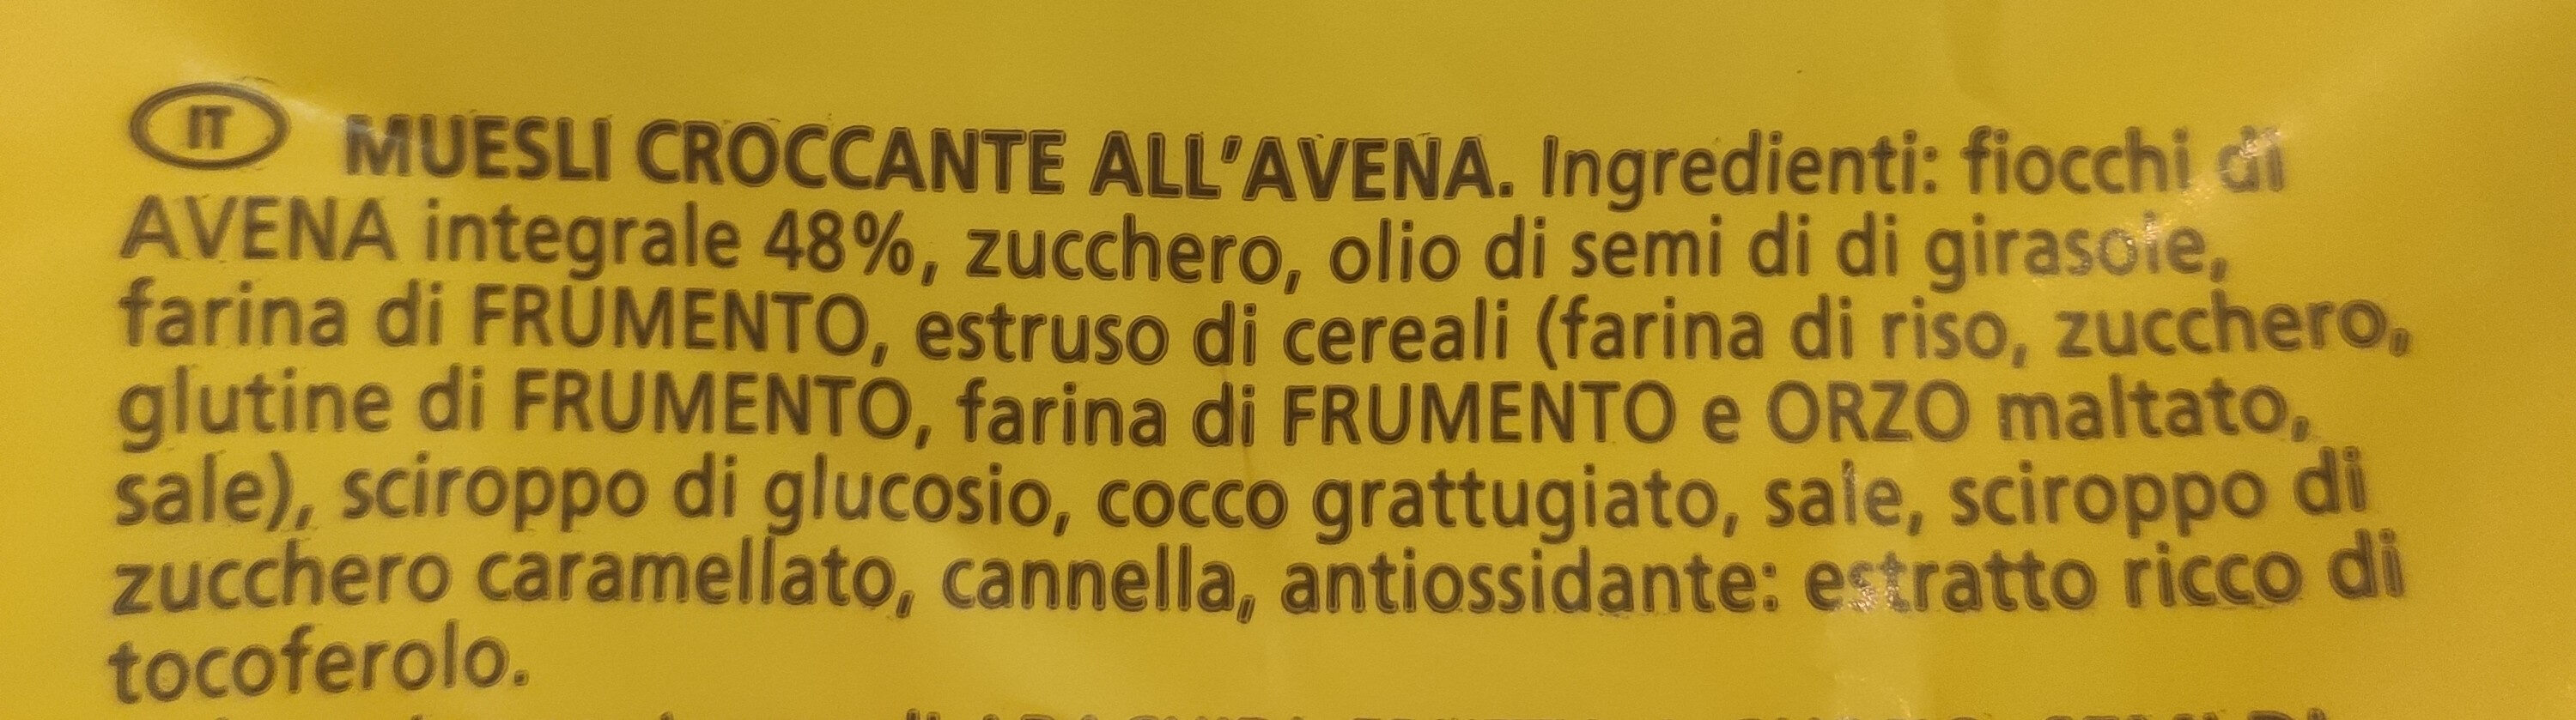 IT MUESLI CROCCANTE ALL'AVENA. Ingredienti: fiocchi di
AVENA integrale 48%, zucchero, olio di semi di di girasole,
farina di FRUMENTO, estruso di cereali (farina di riso, zucchero,
glutine di FRUMENTO, farina di FRUMENTO e ORZO maltato,
sale), sciroppo di glucosio, cocco grattugiato, sale, sciroppo di
zucchero caramellato, cannella, antiossidante: estratto ricco di
tocoferolo.